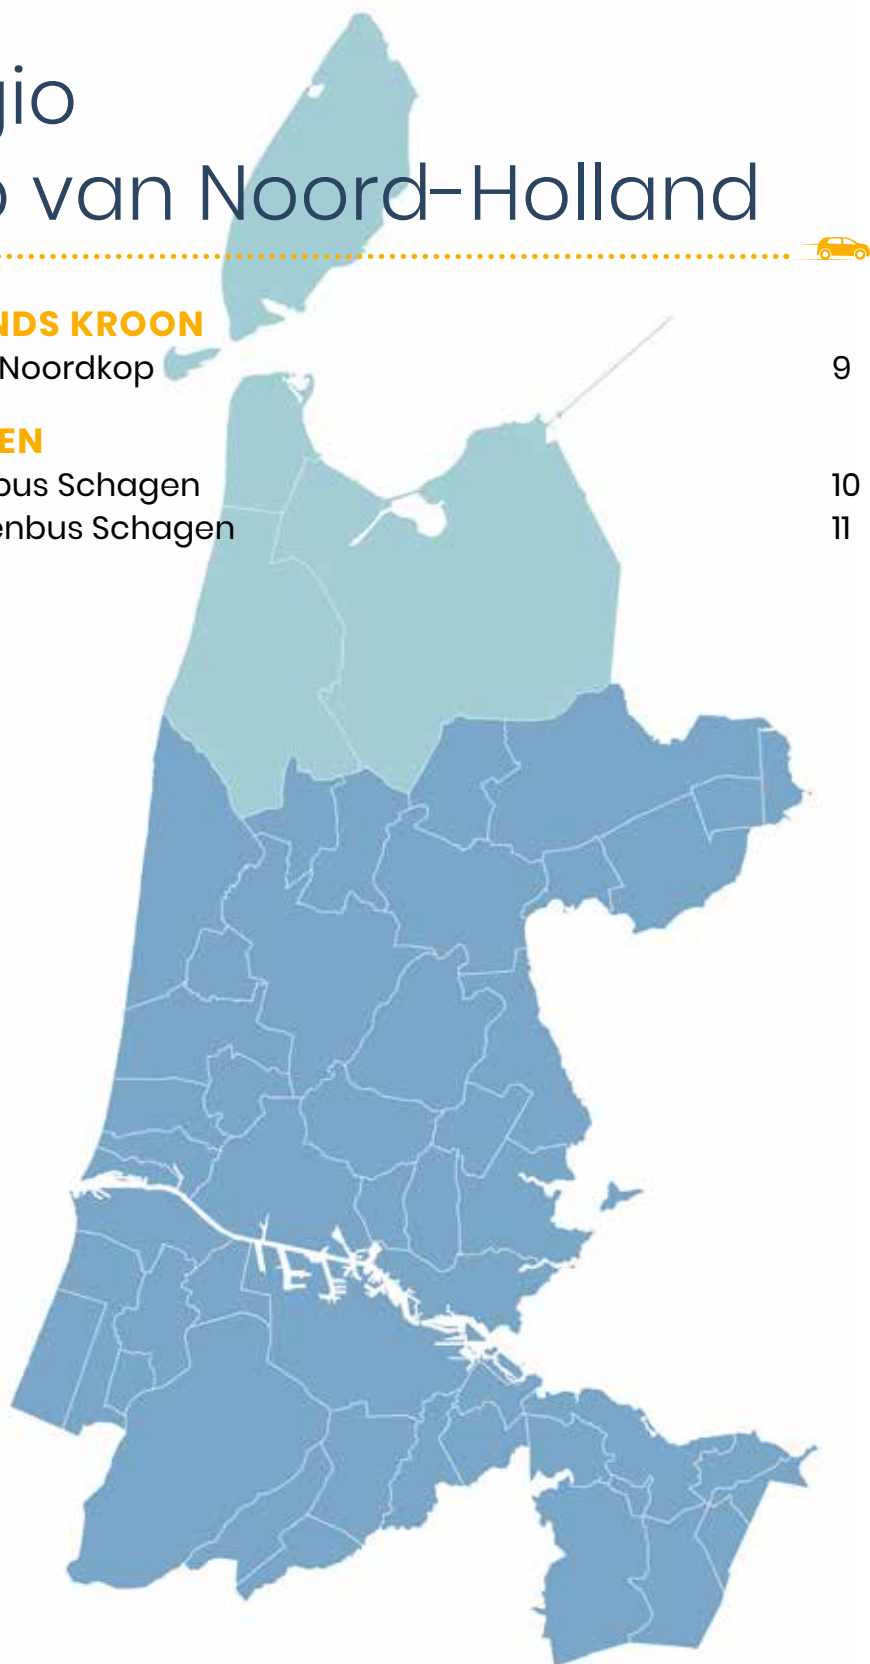 gio
van Noord-Holland
NDS KROON
Noordkop 9
EN
bus Schagen 10
enbus Schagen 11